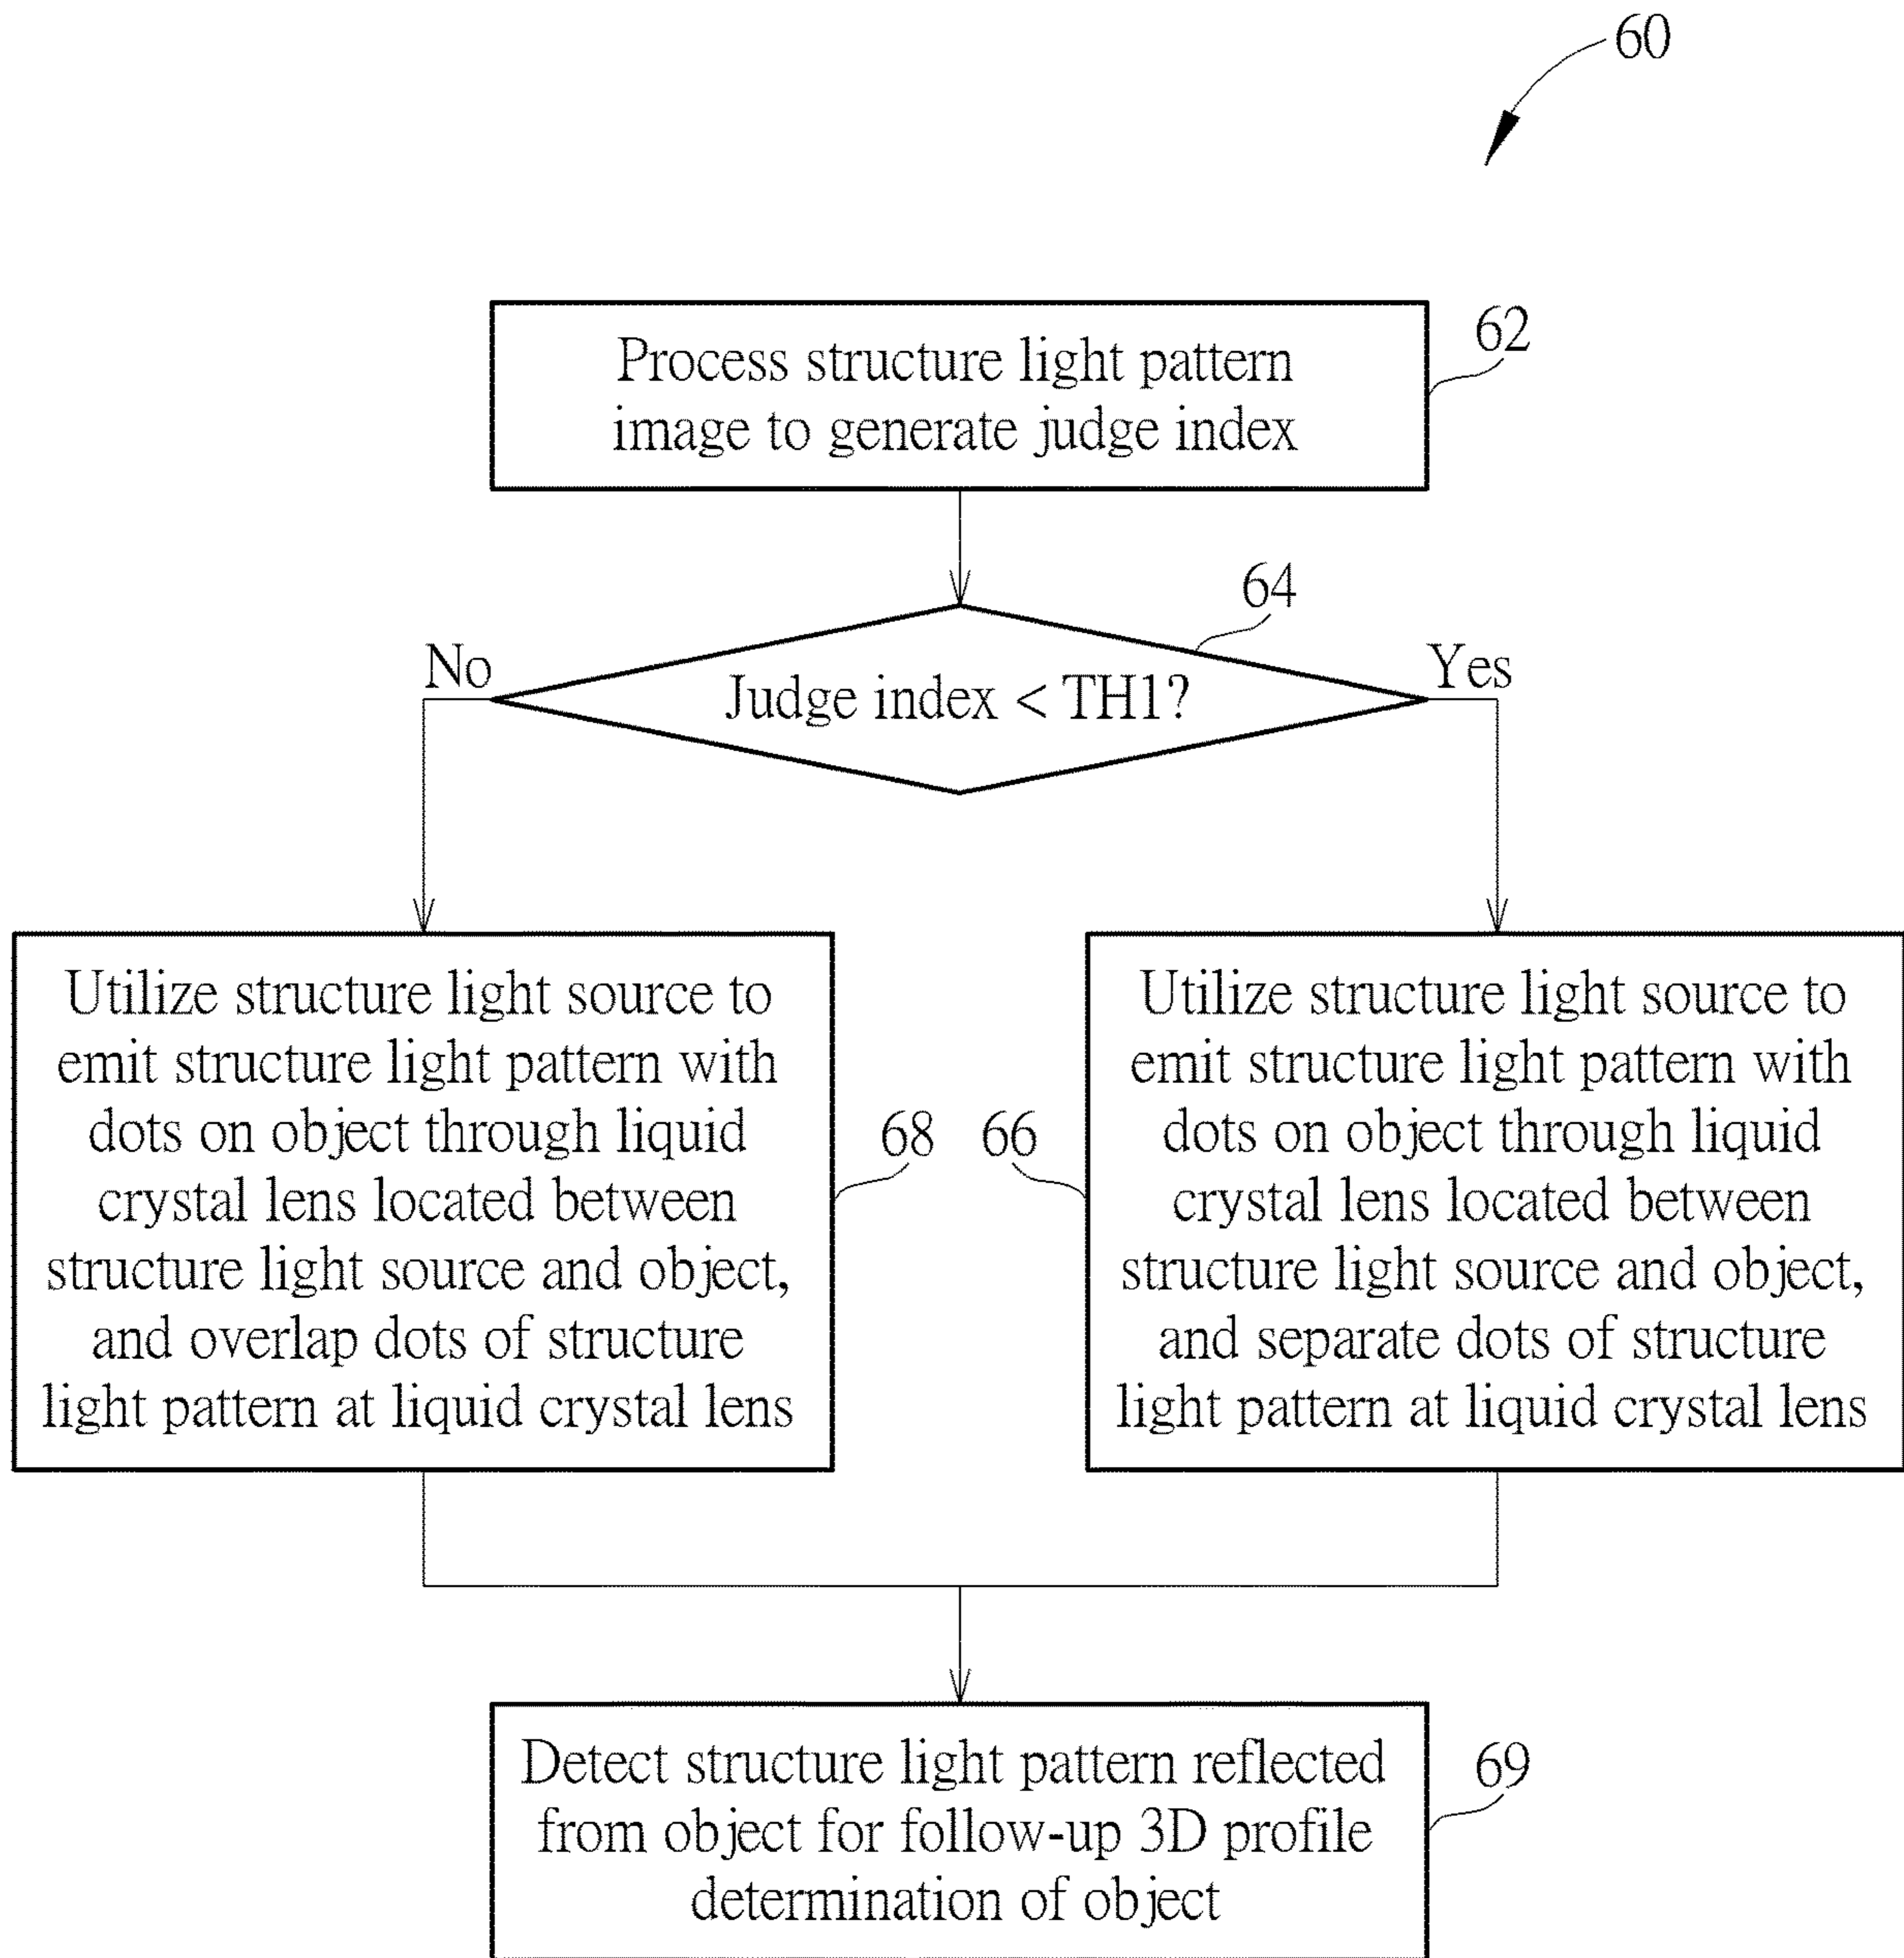 60
Process structure light pattern
image to generate judge index
62
64
No
Judge index < TH1?
Yes
Utilize structure light source to
emit structure light pattern with
dots on object through liquid
crystal lens located between
structure light source and object,
and overlap dots of structure
light pattern at liquid crystal lens
68
66
Utilize structure light source to
emit structure light pattern with
dots on object through liquid
crystal lens located between
structure light source and object,
and separate dots of structure
light pattern at liquid crystal lens
Detect structure light pattern reflected
from object for follow-up 3D profile
determination of object
69